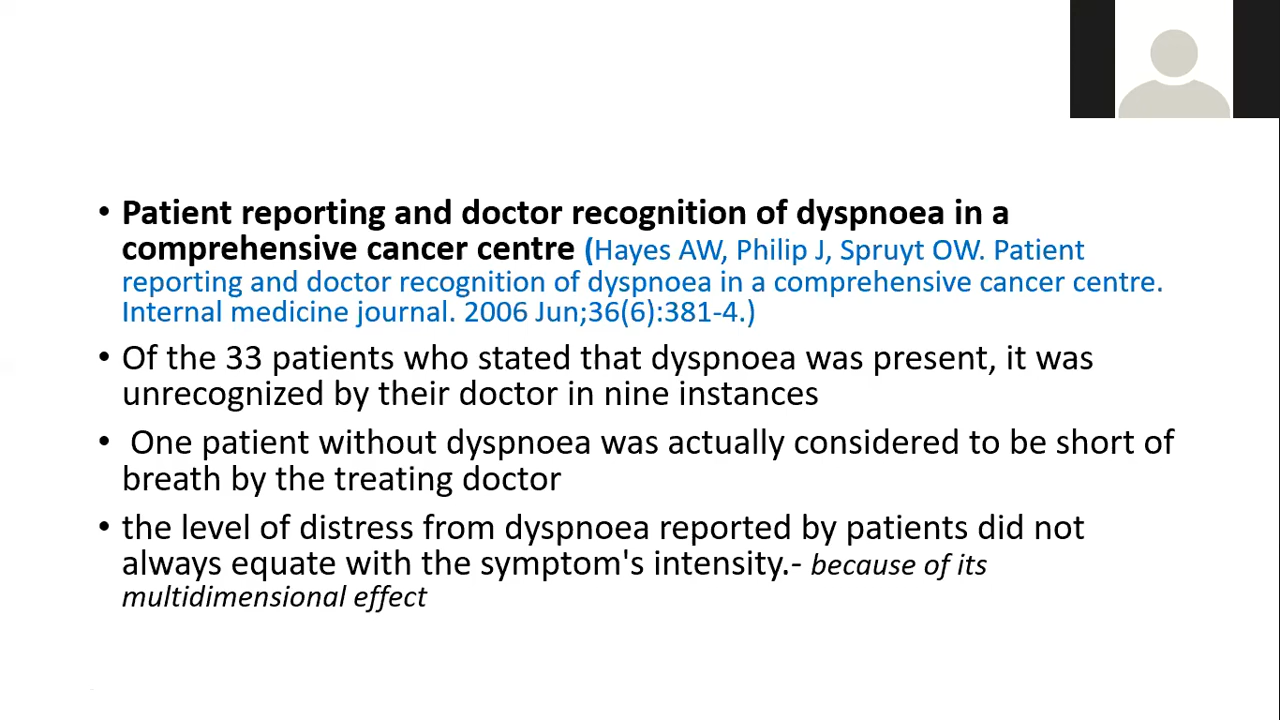 • Patient reporting and doctor recognition of dyspnoea in a
comprehensive cancer centre (Hayes AW, Philip J, Spruyt OW. Patient
reporting and doctor recognition of dyspnoea in a comprehensive cancer centre.
Internal medicine journal. 2006 Jun;36(6):381-4.)
• Of the 33 patients who stated that dyspnoea was present, it was
unrecognized by their doctor in nine instances
• One patient without dyspnoea was actually considered to be short of
breath by the treating doctor
• the level of distress from dyspnoea reported by patients did not
always equate with the symptom's intensity.- because of its
multidimensional effect